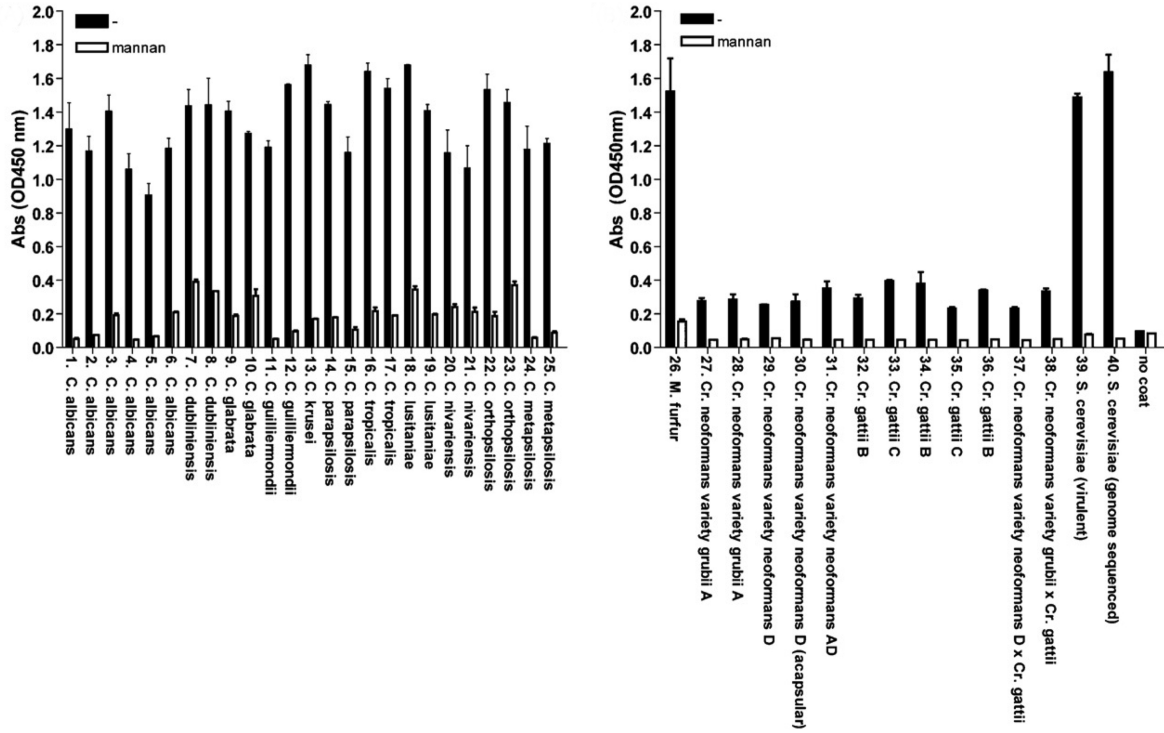 -
mannan
Abs (OD450 nm)
2.0
1.8
1.6
1.4
1.2
1.0
0.8
0.6
0.4
0.2
0.0
1. C. albicans
2. C. albicans
3. C. albicans
4. C. albicans
5. C. albicans
6. C. albicans
7. C. dubliniensis
8. C. dubliniensis
9. C. glabrata
10. C. glabrata
11. C. guilliermondii
12. C. guilliermondii
13. C. krusei
14. C. parapsilosis
15. C. parapsilosis
16. C. tropicalis
17. C. tropicalis
18. C. lusitaniae
19. C. lusitaniae
20. C. nivariensis
21. C. nivariensis
22. C. orthpsilosis
23. C. orthopsilosis
24. C. metapsilosis
25. C. metapsilosis
-
mannan
Abs (OD450nm)
2.0
1.8
1.6
1.4
1.2
1.0
0.8
0.6
0.4
0.2
0.0
26. M. furfur
27. Cr. neoformans variety grubii A
28. Cr. neoformans variety grubii A
29. Cr. neoformans variety neoformans D
30. Cr. neoformans variety neoformans D (acapsular)
31. Cr. neoformans variety neoformans AD
32. Cr. gattii B
33. Cr. gattii C
34. Cr. gattii B
35. Cr. gattii C
36. Cr. gattii B
37. Cr. neoformans variety neoformans D x Cr. gattii
38. Cr. neoformans variety grubii x Cr. gattii
39. S. cerevisiae (virulent)
40. S. cerevisiae (genome sequenced)
no coat